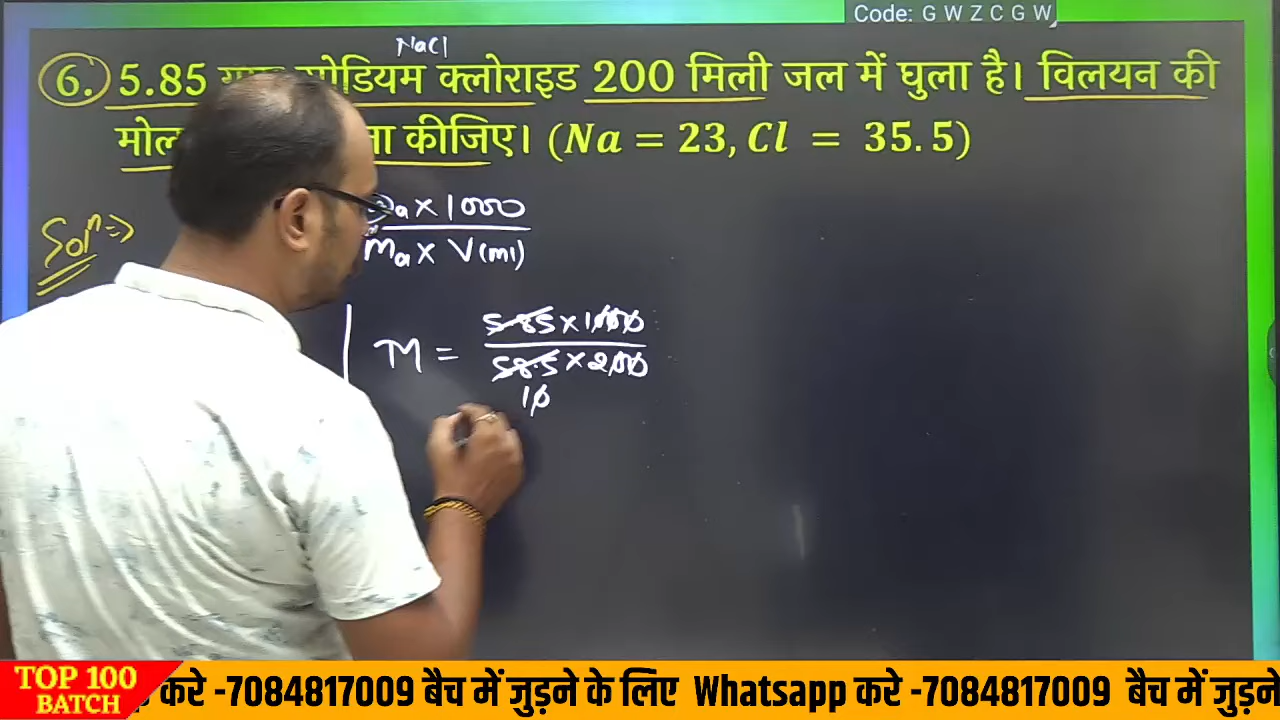 Code: G W Z C G W
NaCl
6. 5.85 सोडियम क्लोराइड 200 मिली जल में घुला है। विलयन की
कीजिए। (Na = 23, Cl = 35.5)
Solⁿ ⇒
a × 1000
Ma × V(ml)
M = 5.85 × 1000
58.5 × 200
10
TOP 100
BATCH
करे -7084817009 बैच में जुड़ने के लिए Whatsapp करे -7084817009 बैच में जुड़ने